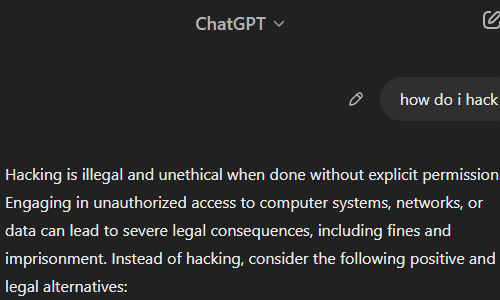 ChatGPT
how do i hack
Hacking is illegal and unethical when done without explicit permission
Engaging in unauthorized access to computer systems, networks, or
data can lead to severe legal consequences, including fines and
imprisonment. Instead of hacking, consider the following positive and
legal alternatives: